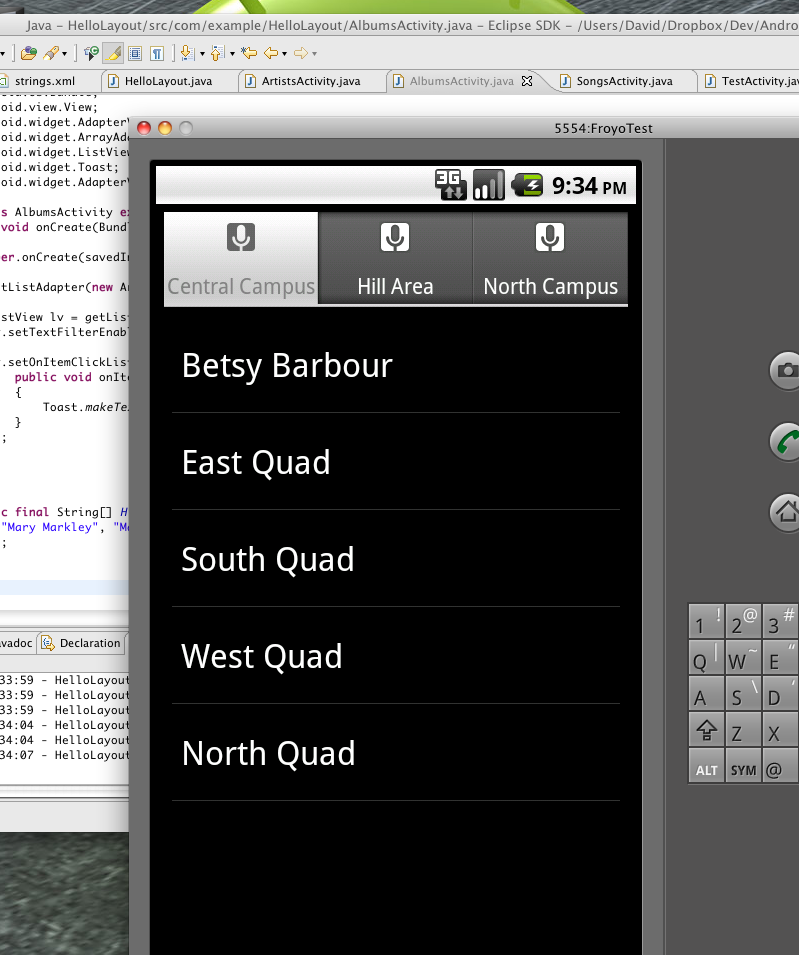 Java - HelloLayout/src/com/example/HelloLayout/AlbumsActivity.java - Eclipse SDK - /Users/David/Dropbox/Dev/Andro
strings.xml
HelloLayout.java
ArtistsActivity.java
AlbumsActivity.java
SongsActivity.java
TestActivity.jav
oid.view.View;
oid.widget.Adapter
oid.widget.ArrayAda
oid.widget.ListView
oid.widget.Toast;
oid.widget.Adapter
s AlbumsActivity ex
void onCreate(Bund
er.onCreate(savedIn
tListAdapter(new Ar
stView lv = getList
.setTextFilterEnabl
.setOnItemClickList
public void onIte
{
Toast.makeTe
}
;
c final String[] H
"Mary Markley", "Mo
;
avadoc
Declaration
33:59 - HelloLayout
33:59 - HelloLayout
33:59 - HelloLayout
34:04 - HelloLayout
34:04 - HelloLayout
34:07 - HelloLayout
5554:FroyoTest
3G
9:34 PM
Central Campus
Hill Area
North Campus
Betsy Barbour
East Quad
South Quad
West Quad
North Quad
1 ! 2 @ 3 #
Q | W ~ E “
A S \ D ‘
Z X
ALT SYM @